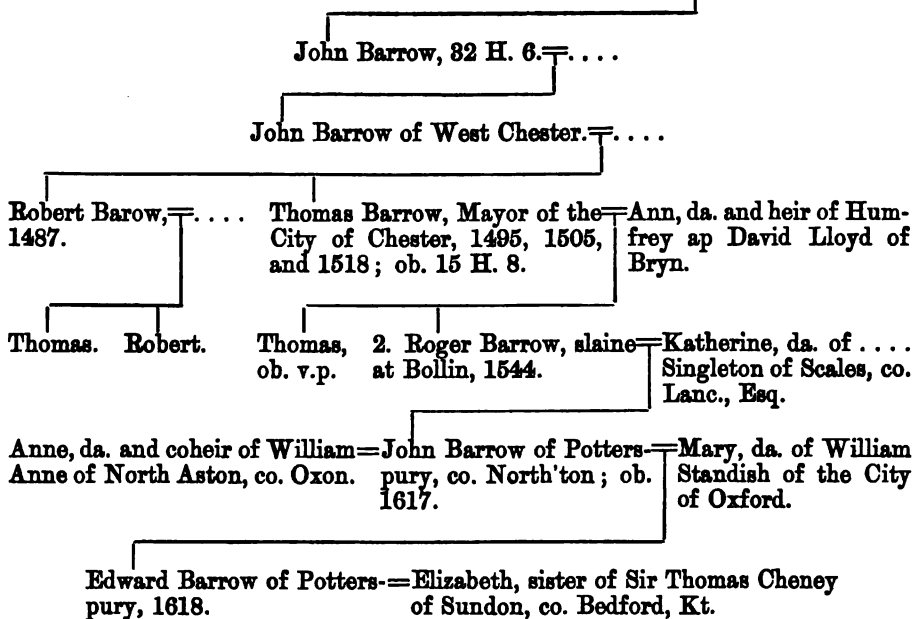 John Barrow, 32 H. 6.=....
John Barrow of West Chester.=....
Robert Barow,=....
1487.
Thomas Barrow, Mayor of the=
City of Chester, 1495, 1505,
and 1518; ob. 15 H. 8.
Ann, da. and heir of Hum-
frey ap David Lloyd of
Bryn.
Thomas.
Robert.
Thomas,
ob. v.p.
2. Roger Barrow, slaine=
at Bollin, 1544.
Katherine, da. of ....
Singleton of Scales, co.
Lanc., Esq.
Anne, da. and coheir of William=
Anne of North Aston, co. Oxon.
John Barrow of Potters-=
pury, co. North'ton; ob.
1617.
Mary, da. of William
Standish of the City
of Oxford.
Edward Barrow of Potters-=
pury, 1618.
Elizabeth, sister of Sir Thomas Cheney
of Sundon, co. Bedford, Kt.